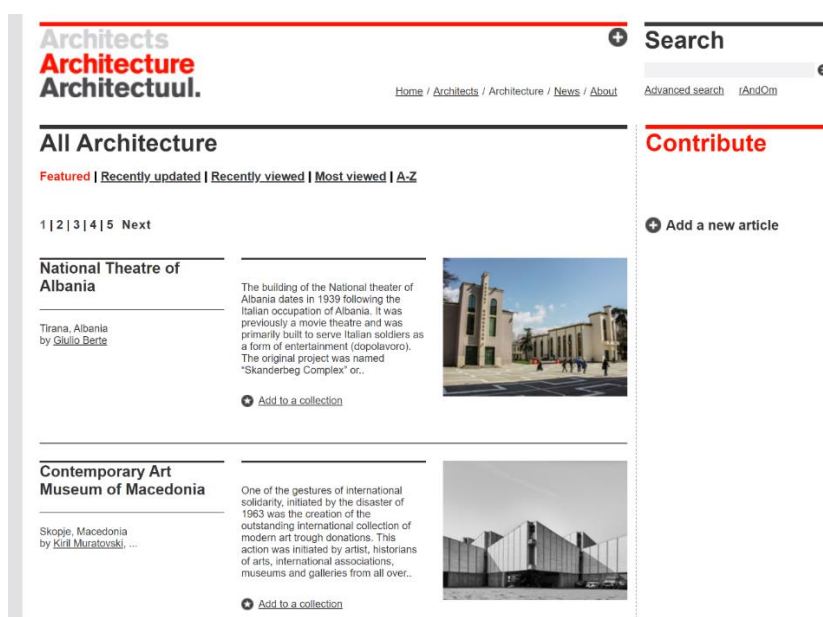 Architects
Architecture
Architectuul.
Home / Architects / Architecture / News / About
Search
Advanced search rAndOm
All Architecture
Featured | Recently updated | Recently viewed | Most viewed | A-Z
1 | 2 | 3 | 4 | 5 Next
Contribute
Add a new article
National Theatre of
Albania
Tirana, Albania
by Giulio Berte
The building of the National theater of
Albania dates in 1939 following the
Italian occupation of Albania. It was
previously a movie theatre and was
primarily built to serve Italian soldiers as
a form of entertainment (dopolavoro).
The original project was named
“Skanderbeg Complex” or..
Add to a collection
Contemporary Art
Museum of Macedonia
Skopje, Macedonia
by Kiril Muratovski, ...
One of the gestures of international
solidarity, initiated by the disaster of
1963 was the creation of the
outstanding international collection of
modern art trough donations. This
action was initiated by artist, historians
of arts, international associations,
museums and galleries from all over..
Add to a collection